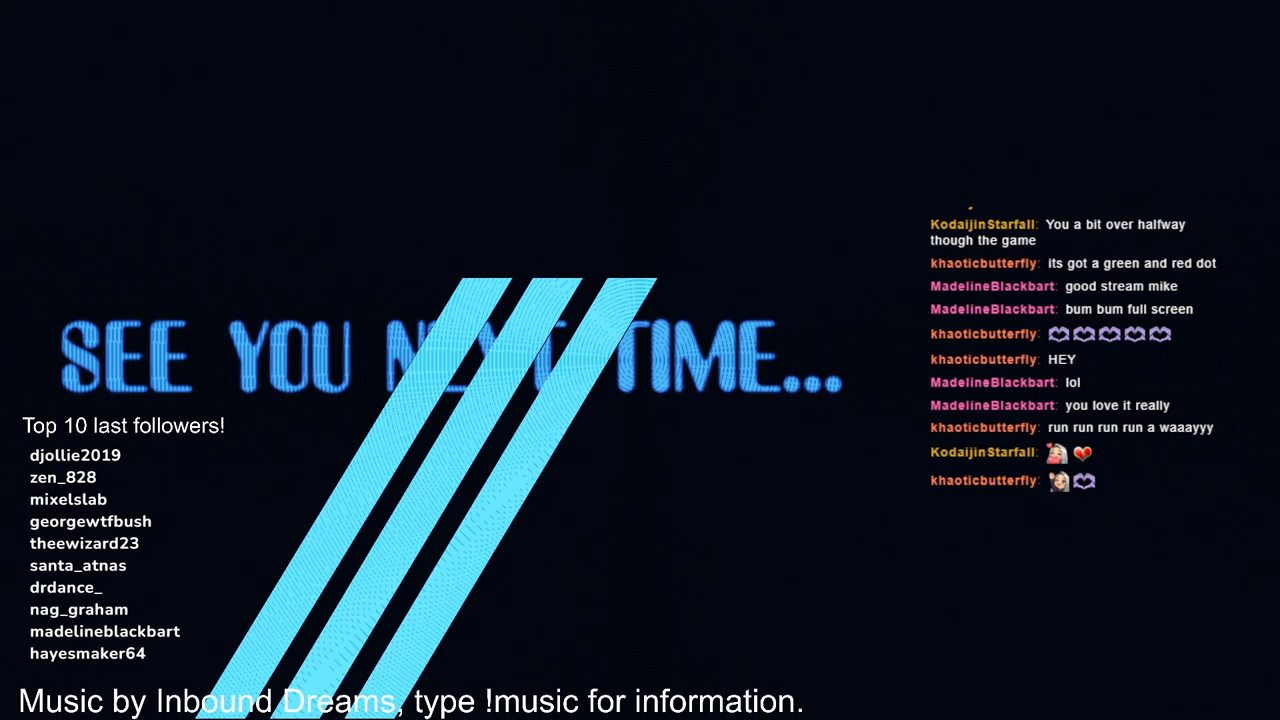 KodaijinStarfall: You a bit over halfway
though the game
khaoticbutterfly: its got a green and red dot
MadelineBlackbart: good stream mike
MadelineBlackbart: bum bum full screen
khaoticbutterfly:
khaoticbutterfly: HEY
MadelineBlackbart: lol
MadelineBlackbart: you love it really
khaoticbutterfly: run run run run a waaayyy
KodaijinStarfall:
khaoticbutterfly:
SEE YOU NEXT TIME...
Top 10 last followers!
djollie2019
zen_828
mixelslab
georgewtfbush
theewizard23
santa_atnas
drdance_
nag_graham
madelineblackbart
hayesmaker64
Music by Inbound Dreams, type !music for information.